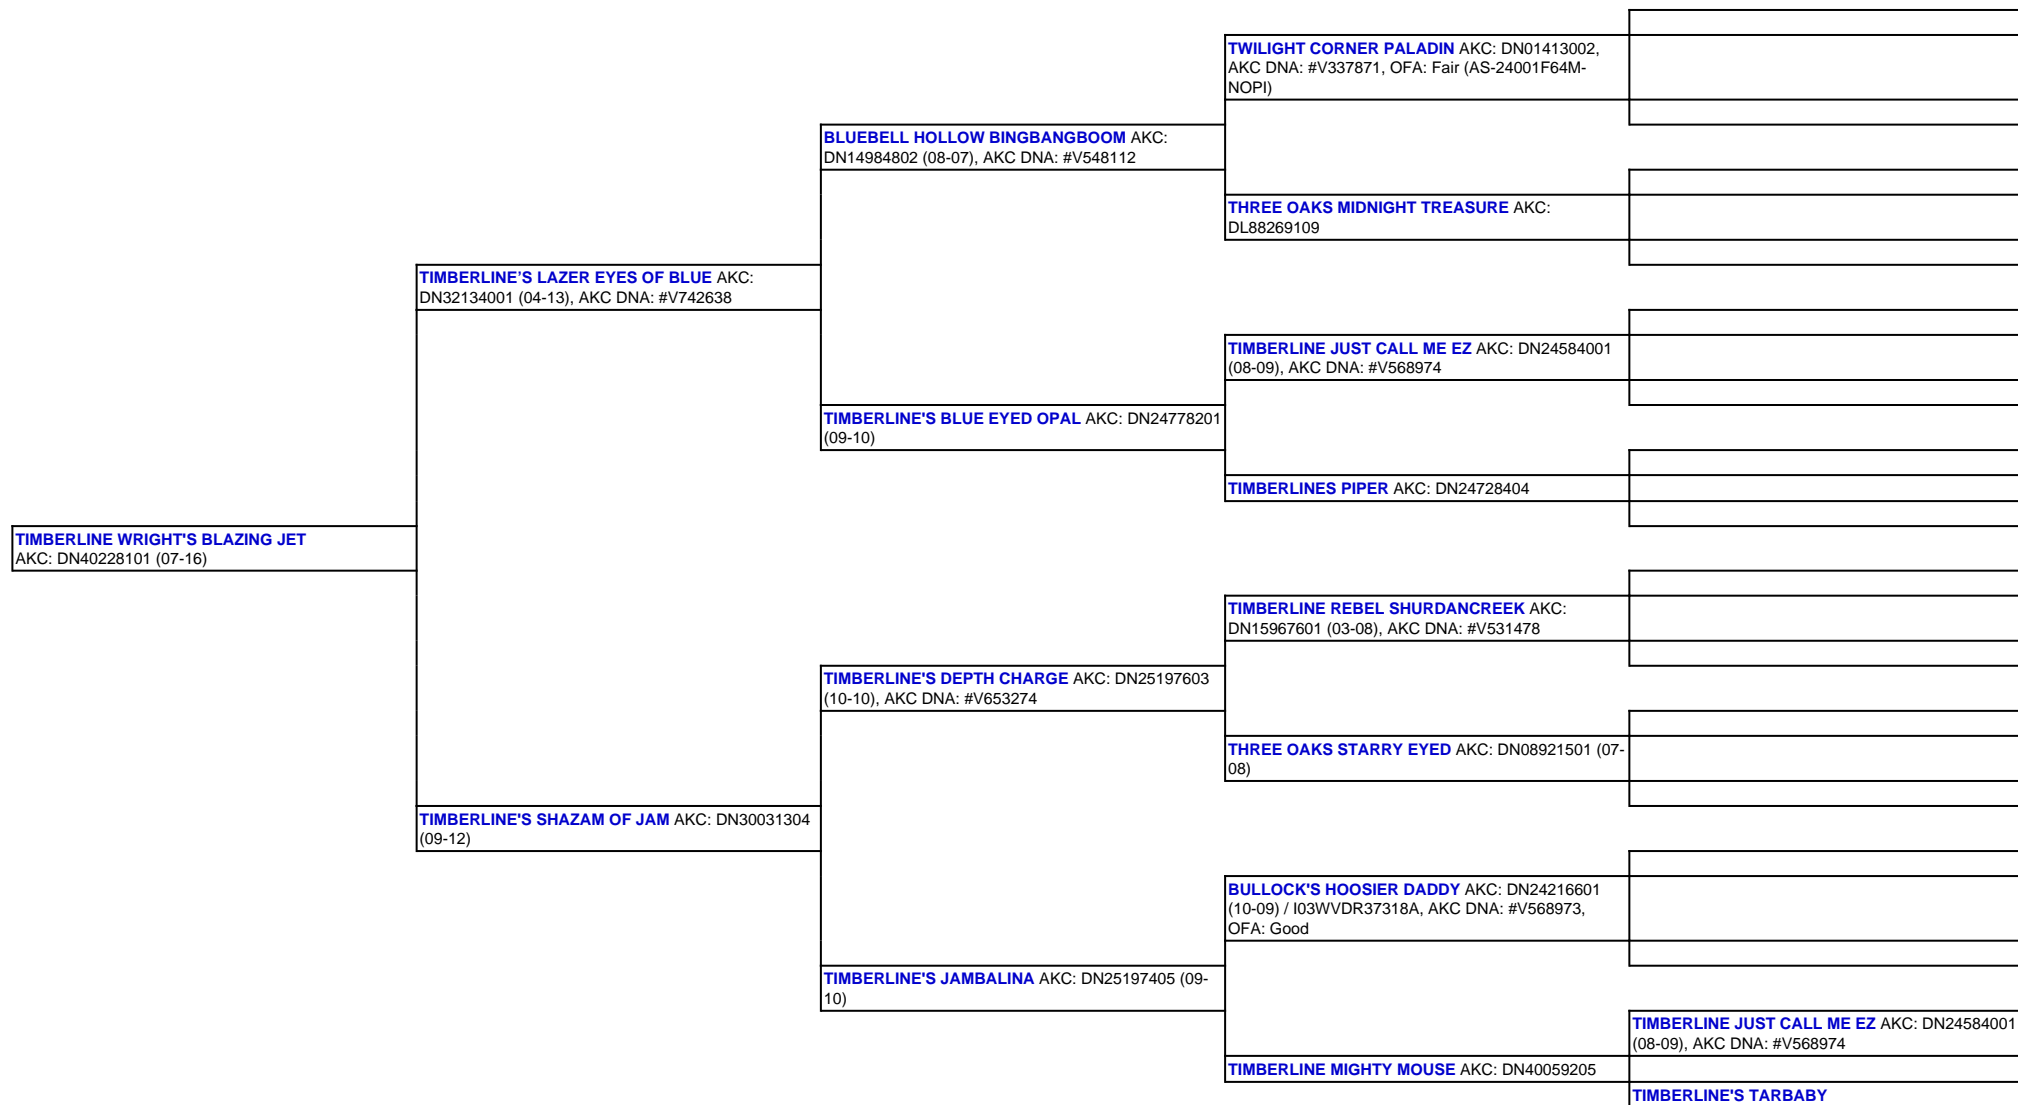 TWILIGHT CORNER PALADIN AKC: DN01413002,
AKC DNA: #V337871, OFA: Fair (AS-24001F64M-
NOPI)
BLUEBELL HOLLOW BINGBANGBOOM AKC:
DN14984802 (08-07), AKC DNA: #V548112
THREE OAKS MIDNIGHT TREASURE AKC:
DL88269109
TIMBERLINE’S LAZER EYES OF BLUE AKC:
DN32134001 (04-13), AKC DNA: #V742638
TIMBERLINE JUST CALL ME EZ AKC: DN24584001
(08-09), AKC DNA: #V568974
TIMBERLINE'S BLUE EYED OPAL AKC: DN24778201
(09-10)
TIMBERLINES PIPER AKC: DN24728404
TIMBERLINE WRIGHT'S BLAZING JET
AKC: DN40228101 (07-16)
TIMBERLINE REBEL SHURDANCREEK AKC:
DN15967601 (03-08), AKC DNA: #V531478
TIMBERLINE'S DEPTH CHARGE AKC: DN25197603
(10-10), AKC DNA: #V653274
THREE OAKS STARRY EYED AKC: DN08921501 (07-
08)
TIMBERLINE'S SHAZAM OF JAM AKC: DN30031304
(09-12)
BULLOCK'S HOOSIER DADDY AKC: DN24216601
(10-09) / I03WVDR37318A, AKC DNA: #V568973,
OFA: Good
TIMBERLINE'S JAMBALINA AKC: DN25197405 (09-
10)
TIMBERLINE JUST CALL ME EZ AKC: DN24584001
(08-09), AKC DNA: #V568974
TIMBERLINE MIGHTY MOUSE AKC: DN40059205
TIMBERLINE'S TARBABY